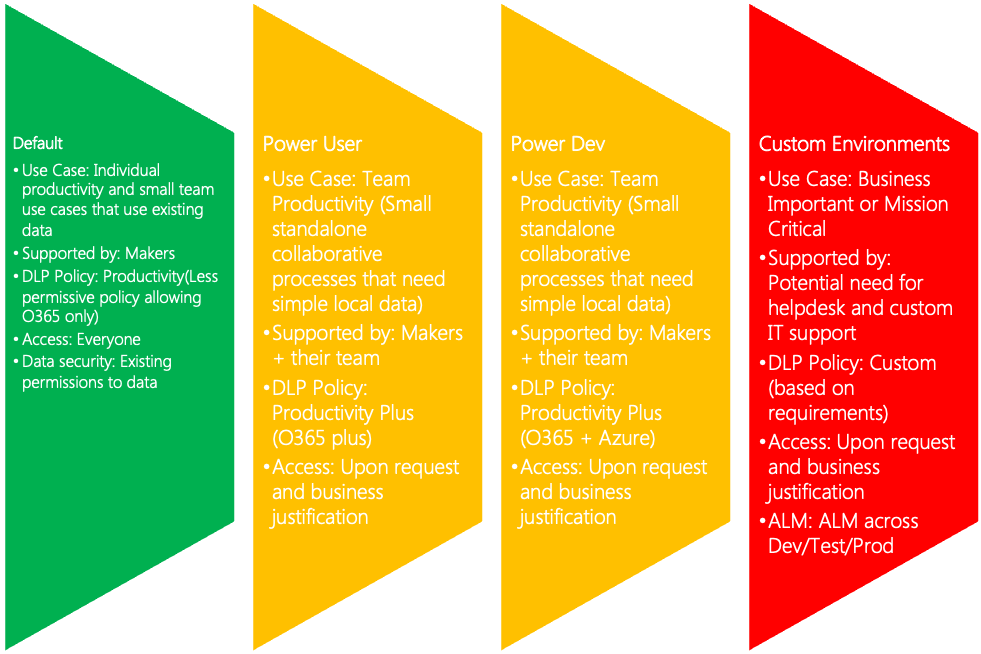 Default
•Use Case: Individual
productivity and small team
use cases that use existing
data
•Supported by: Makers
•DLP Policy: Productivity(Less
permissive policy allowing
O365 only)
•Access: Everyone
•Data security: Existing
permissions to data
Power User
•Use Case: Team
Productivity (Small
standalone
collaborative
processes that need
simple local data)
•Supported by: Makers
+ their team
•DLP Policy:
Productivity Plus
(O365 plus)
•Access: Upon request
and business
justification
Power Dev
•Use Case: Team
Productivity (Small
standalone
collaborative
processes that need
simple local data)
•Supported by: Makers
+ their team
•DLP Policy:
Productivity Plus
(O365 + Azure)
•Access: Upon request
and business
justification
Custom Environments
•Use Case: Business
Important or Mission
Critical
•Supported by:
Potential need for
helpdesk and custom
IT support
•DLP Policy: Custom
(based on
requirements)
•Access: Upon request
and business
justification
•ALM: ALM across
Dev/Test/Prod